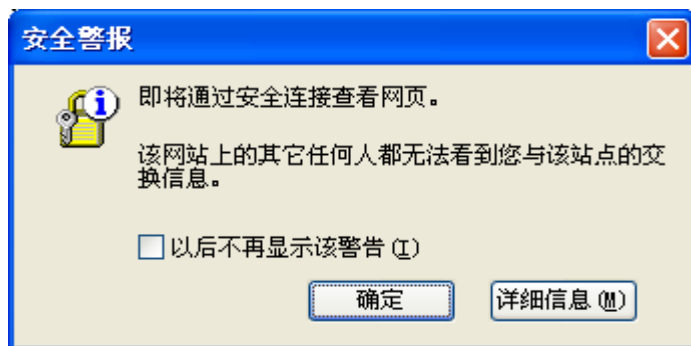 安全警报
即将通过安全连接查看网页。
该网站上的其它任何人都无法看到您与该站点的交
换信息。
以后不再显示该警告(I)
确定
详细信息(M)